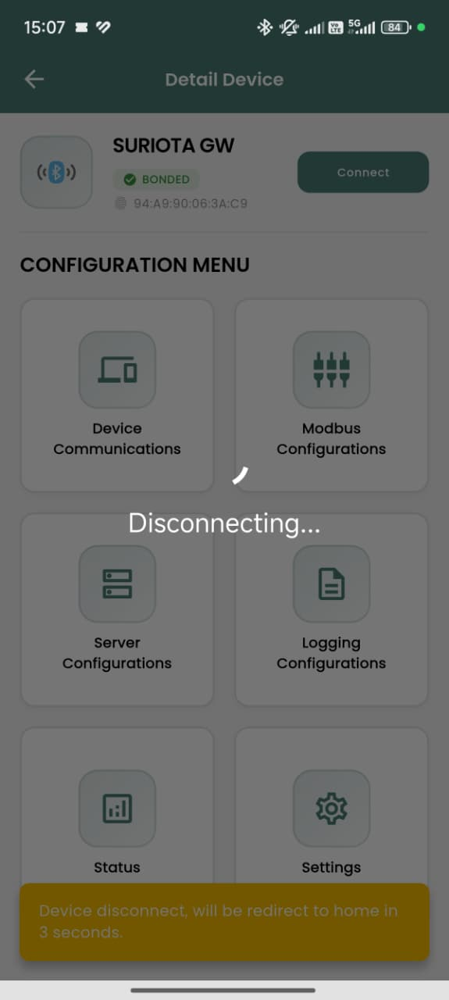 15:07
Vo
LTE
5G
84
Detail Device
SURIOTA GW
BONDED
Connect
94:A9:90:06:3A:C9
CONFIGURATION MENU
Device
Communications
Modbus
Configurations
Disconnecting...
Server
Configurations
Logging
Configurations
Status
Settings
Device disconnect, will be redirect to home in
3 seconds.